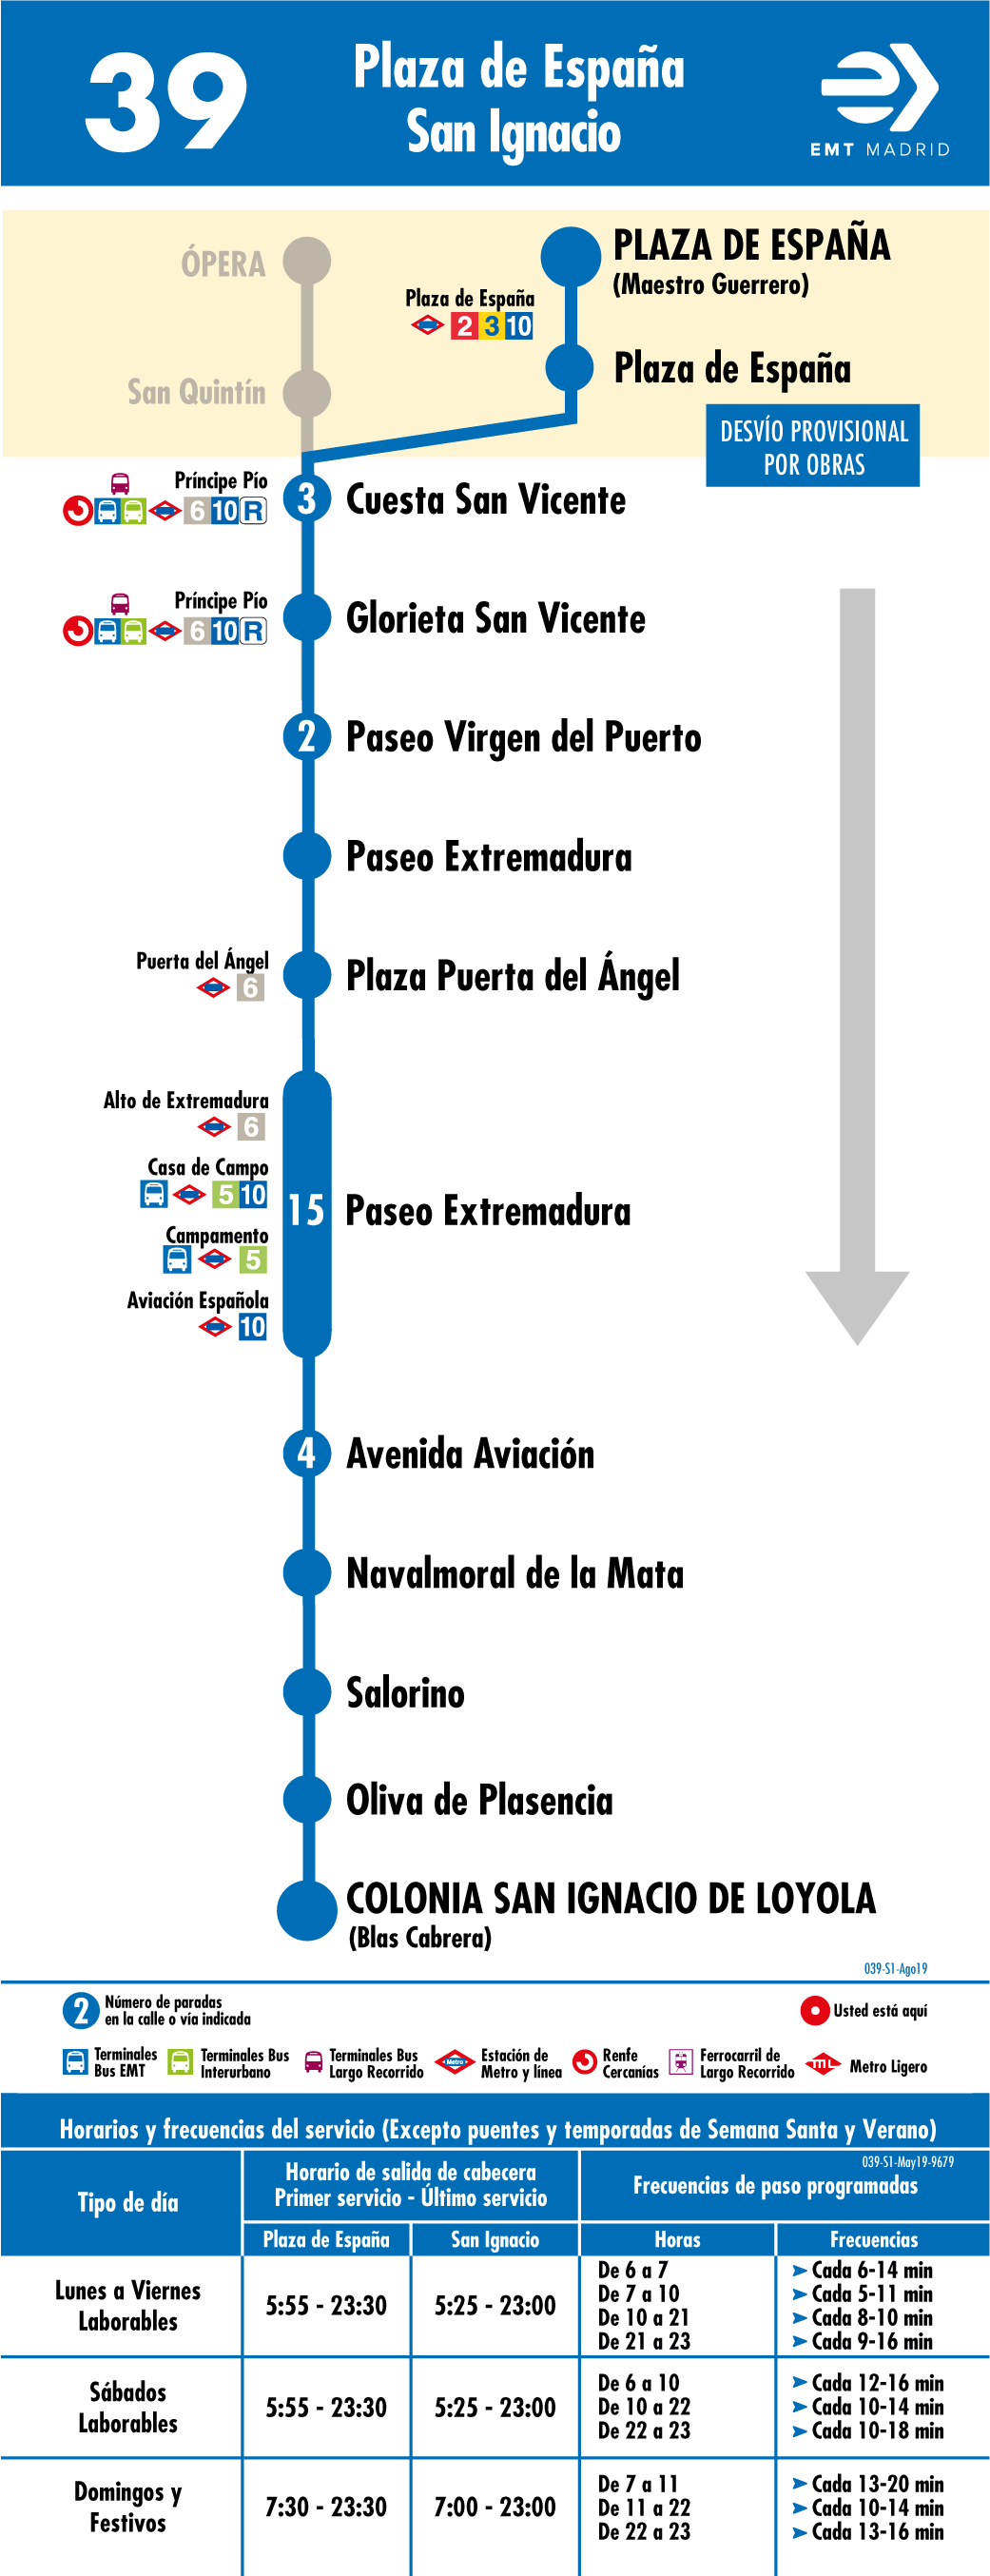 39
Plaza de España
San Ignacio
EMT MADRID
ÓPERA
San Quintín
PLAZA DE ESPAÑA
(Maestro Guerrero)
Plaza de España
2 3 10
Plaza de España
DESVÍO PROVISIONAL
POR OBRAS
Príncipe Pío
6 10 R
3
Cuesta San Vicente
Príncipe Pío
6 10 R
Glorieta San Vicente
2
Paseo Virgen del Puerto
Paseo Extremadura
Puerta del Ángel
6
Plaza Puerta del Ángel
Alto de Extremadura
6
Casa de Campo
5 10
Campamento
5
Aviación Española
10
15
Paseo Extremadura
4
Avenida Aviación
Navalmoral de la Mata
Salorino
Oliva de Plasencia
COLONIA SAN IGNACIO DE LOYOLA
(Blas Cabrera)
039-S1-Ago19
2
Número de paradas
en la calle o vía indicada
Usted está aquí
Terminales
Bus EMT
Terminales Bus
Interurbano
Terminales Bus
Largo Recorrido
Metro
Estación de
Metro y línea
Renfe
Cercanías
Ferrocarril de
Largo Recorrido
ML
Metro Ligero
Horarios y frecuencias del servicio (Excepto puentes y temporadas de Semana Santa y Verano)
039-S1-May19-9679
Tipo de día
Horario de salida de cabecera
Primer servicio - Último servicio
Frecuencias de paso programadas
Plaza de España
San Ignacio
Horas
Frecuencias
Lunes a Viernes
Laborables
5:55 - 23:30
5:25 - 23:00
De 6 a 7 Cada 6-14 min
De 7 a 10 Cada 5-11 min
De 10 a 21 Cada 8-10 min
De 21 a 23 Cada 9-16 min
Sábados
Laborables
5:55 - 23:30
5:25 - 23:00
De 6 a 10 Cada 12-16 min
De 10 a 22 Cada 10-14 min
De 22 a 23 Cada 10-18 min
Domingos y
Festivos
7:30 - 23:30
7:00 - 23:00
De 7 a 11 Cada 13-20 min
De 11 a 22 Cada 10-14 min
De 22 a 23 Cada 13-16 min